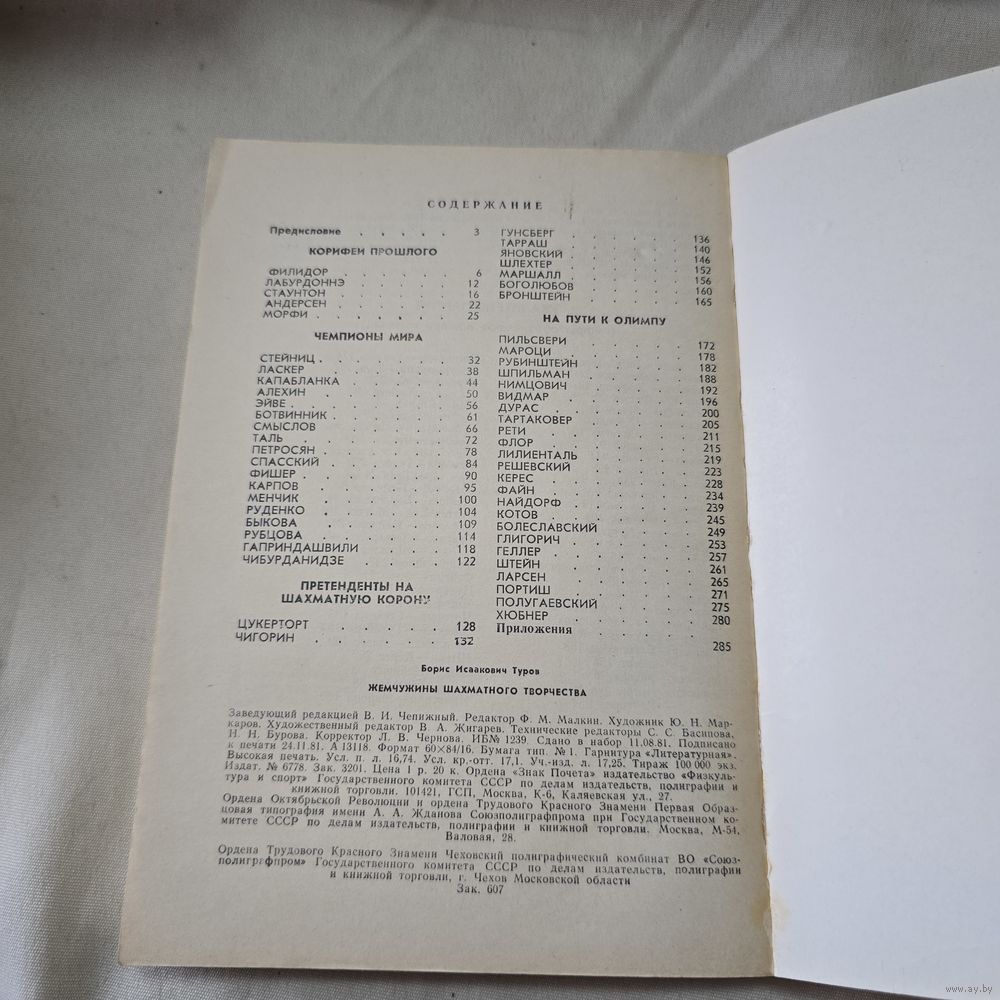 СОДЕРЖАНИЕ
Предисловие . . . . . 3
КОРИФЕИ ПРОШЛОГО
ФИЛИДОР . . . . . . 6
ЛАБУРДОННЭ . . . . . 12
СТАУНТОН . . . . . . 16
АНДЕРСЕН . . . . . . 22
МОРФИ . . . . . . . 25
ЧЕМПИОНЫ МИРА
СТЕЙНИЦ . . . . . . 32
ЛАСКЕР . . . . . . 38
КАПАБЛАНКА . . . . . 44
АЛЕХИН . . . . . . 50
ЭЙВЕ . . . . . . . 56
БОТВИННИК . . . . . 61
СМЫСЛОВ . . . . . . 66
ТАЛЬ . . . . . . . 72
ПЕТРОСЯН . . . . . . 78
СПАССКИЙ . . . . . . 84
ФИШЕР . . . . . . . 90
КАРПОВ . . . . . . 95
МЕНЧИК . . . . . . 100
РУДЕНКО . . . . . . 104
БЫКОВА . . . . . . 109
РУБЦОВА . . . . . . 114
ГАПРИНДАШВИЛИ . . . . 118
ЧИБУРДАНИДЗЕ . . . . . 122
ПРЕТЕНДЕНТЫ НА
ШАХМАТНУЮ КОРОНУ
ЦУКЕРТОРТ . . . . . 128
ЧИГОРИН . . . . . . 132
ГУНСБЕРГ . . . . . . 136
ТАРРАШ . . . . . . 140
ЯНОВСКИЙ . . . . . . 146
ШЛЕХТЕР . . . . . . 152
МАРШАЛЛ . . . . . . 156
БОГОЛЮБОВ . . . . . 160
БРОНШТЕЙН . . . . . 165
НА ПУТИ К ОЛИМПУ
ПИЛЬСБЕРИ . . . . . 172
МАРОЦИ . . . . . . 178
РУБИНШТЕЙН . . . . . 182
ШПИЛЬМАН . . . . . . 188
НИМЦОВИЧ . . . . . . 192
ВИДМАР . . . . . . 196
ДУРАС . . . . . . . 200
ТАРТАКОВЕР . . . . . 205
РЕТИ . . . . . . . 211
ФЛОР . . . . . . . 215
ЛИЛИЕНТАЛЬ . . . . . 219
РЕШЕВСКИЙ . . . . . 223
КЕРЕС . . . . . . . 228
ФАЙН . . . . . . . 234
НАЙДОРФ . . . . . . 239
КОТОВ . . . . . . . 245
БОЛЕСЛАВСКИЙ . . . . 249
ГЛИГОРИЧ . . . . . . 253
ГЕЛЛЕР . . . . . . 257
ШТЕЙН . . . . . . . 261
ЛАРСЕН . . . . . . 265
ПОРТИШ . . . . . . 271
ПОЛУГАЕВСКИЙ . . . . 275
ХЮБНЕР . . . . . . 280
Приложения . . . . . 285
Борис Исаакович Туров
ЖЕМЧУЖИНЫ ШАХМАТНОГО ТВОРЧЕСТВА
Заведующий редакцией В. И. Чепижный. Редактор Ф. М. Малкин. Художник Ю. Н. Мар-
каров. Художественный редактор В. А. Жигарев. Технические редакторы С. С. Басипова,
Н. Н. Бурова. Корректор Л. В. Чернова. ИБ№ 1239. Сдано в набор 11.08.81. Подписано
к печати 24.11.81. А 13118. Формат 60×84/16. Бумага тип. № 1. Гарнитура «Литературная».
Высокая печать. Усл. п. л. 16,74. Усл. кр.-отт. 17,1. Уч.-изд. л. 17,25. Тираж 100 000 экз.
Издат. № 6778. Зак. 3201. Цена 1 р. 20 к. Ордена «Знак Почета» издательство «Физкуль-
тура и спорт» Государственного комитета СССР по делам издательств, полиграфии и
книжной торговли. 101421, ГСП, Москва, К-6, Каляевская ул., 27.
Ордена Октябрьской Революции и ордена Трудового Красного Знамени Первая Образ-
цовая типография имени А. А. Жданова Союзполиграфпрома при Государственном ко-
митете СССР по делам издательств, полиграфии и книжной торговли. Москва, М-54,
Валовая, 28.
Ордена Трудового Красного Знамени Чеховский полиграфический комбинат ВО «Союз-
полиграфпром» Государственного комитета СССР по делам издательств, полиграфии
и книжной торговли, г. Чехов Московской области
Зак. 607
www.ay.by